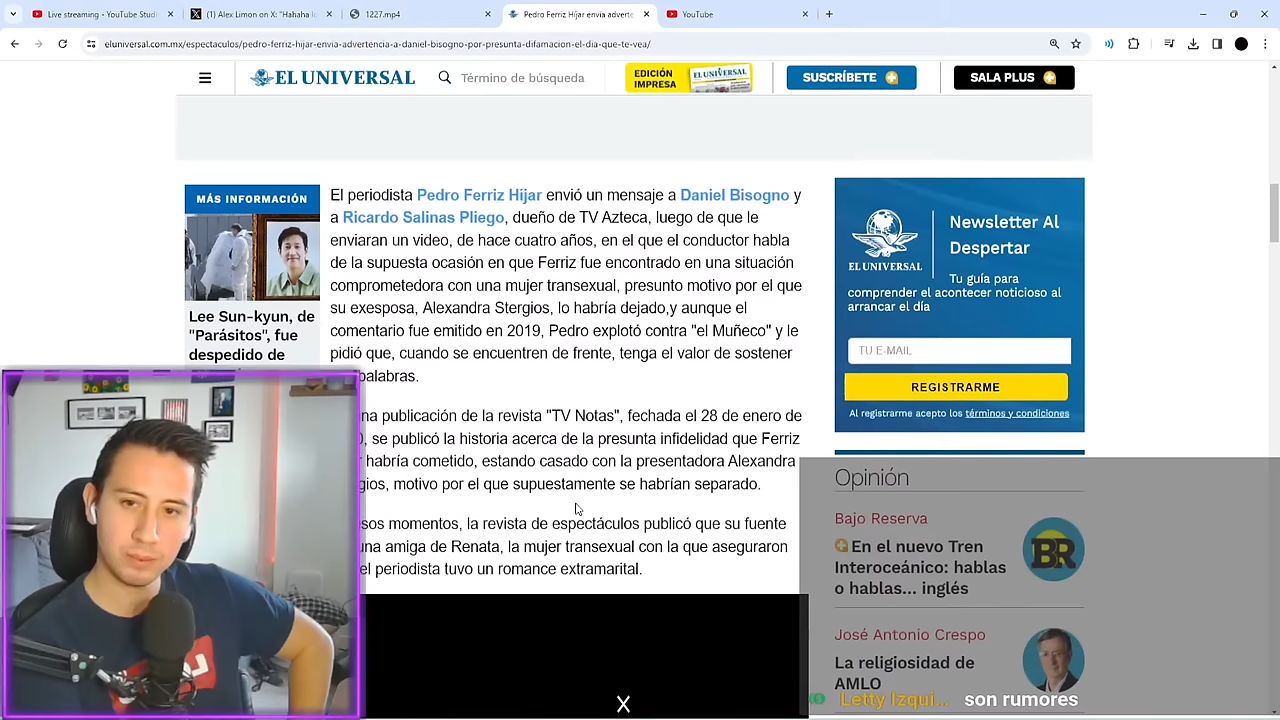 Live streaming - YouTube Studi
(1) Alex Limon on X: "Hahaha l
1227.mp4
Pedro Ferriz Híjar envía adverte
YouTube
eluniversal.com.mx/espectaculos/pedro-ferriz-hijar-envia-advertencia-a-daniel-bisogno-por-presunta-difamacion-el-dia-que-te-vea/
EL UNIVERSAL
Término de búsqueda
EDICIÓN
IMPRESA
EL UNIVERSAL
SUSCRÍBETE
SALA PLUS
MÁS INFORMACIÓN
Lee Sun-kyun, de
"Parásitos", fue
despedido de
El periodista Pedro Ferriz Hijar envió un mensaje a Daniel Bisogno y
a Ricardo Salinas Pliego, dueño de TV Azteca, luego de que le
enviaran un video, de hace cuatro años, en el que el conductor habla
de la supuesta ocasión en que Ferriz fue encontrado en una situación
comprometedora con una mujer transexual, presunto motivo por el que
su exesposa, Alexandra Stergios, lo habría dejado,y aunque el
comentario fue emitido en 2019, Pedro explotó contra "el Muñeco" y le
pidió que, cuando se encuentren de frente, tenga el valor de sostener
palabras.
na publicación de la revista "TV Notas", fechada el 28 de enero de
, se publicó la historia acerca de la presunta infidelidad que Ferriz
habría cometido, estando casado con la presentadora Alexandra
gios, motivo por el que supuestamente se habrían separado.
sos momentos, la revista de espectáculos publicó que su fuente
una amiga de Renata, la mujer transexual con la que aseguraron
el periodista tuvo un romance extramarital.
X
EL UNIVERSAL
Newsletter Al
Despertar
Tu guía para
comprender el acontecer noticioso al
arrancar el día
TU E-MAIL
REGISTRARME
Al registrarme acepto los términos y condiciones
Opinión
Bajo Reserva
En el nuevo Tren
Interoceánico: hablas
o hablas... inglés
BR
José Antonio Crespo
La religiosidad de
AMLO
Letty Izqui... son rumores